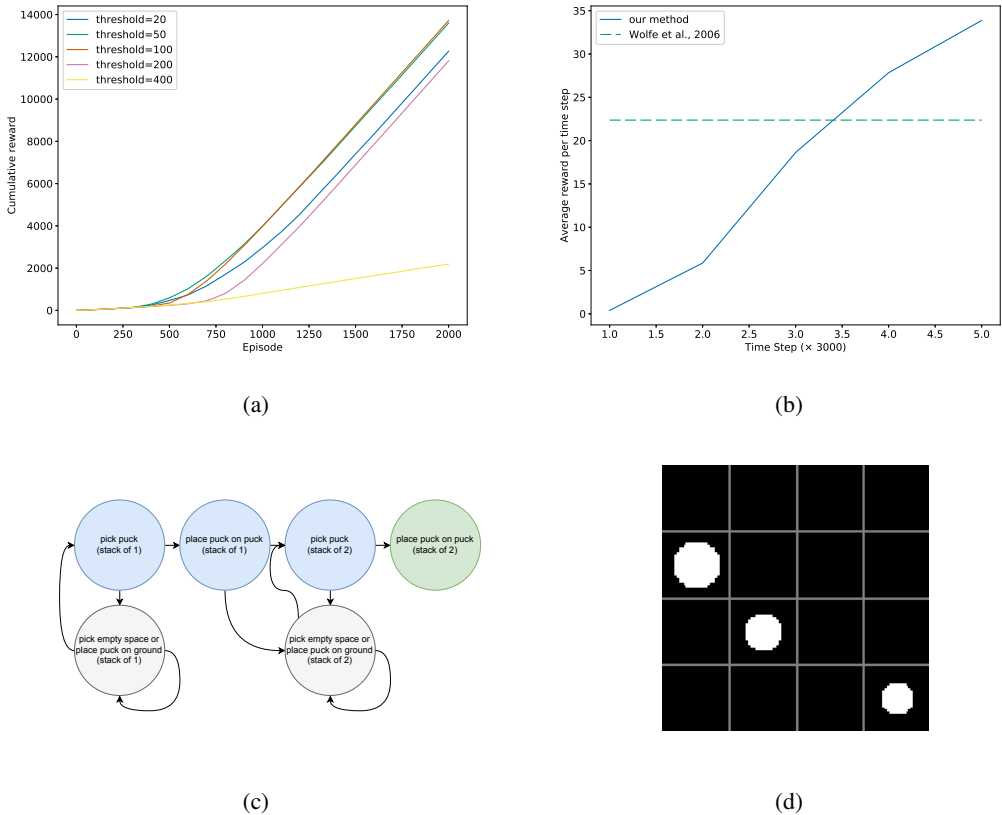 14000
12000
10000
8000
6000
4000
2000
0
Cumulative reward
threshold=20
threshold=50
threshold=100
threshold=200
threshold=400
0 250 500 750 1000 1250 1500 1750 2000
Episode
(a)
35
30
25
20
15
10
5
0
Average reward per time step
our method
Wolfe et al., 2006
1.0 1.5 2.0 2.5 3.0 3.5 4.0 4.5 5.0
Time Step (× 3000)
(b)
pick puck
(stack of 1)
place puck on puck
(stack of 1)
pick puck
(stack of 2)
place puck on puck
(stack of 2)
pick empty space or
place puck on ground
(stack of 1)
pick empty space or
place puck on ground
(stack of 2)
(c)
(d)